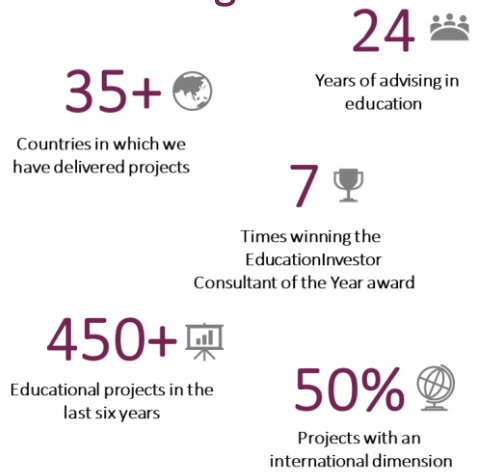 24
Years of advising in
education
35+
Countries in which we
have delivered projects
7
Times winning the
EducationInvestor
Consultant of the Year award
450+
Educational projects in the
last six years
50%
Projects with an
international dimension